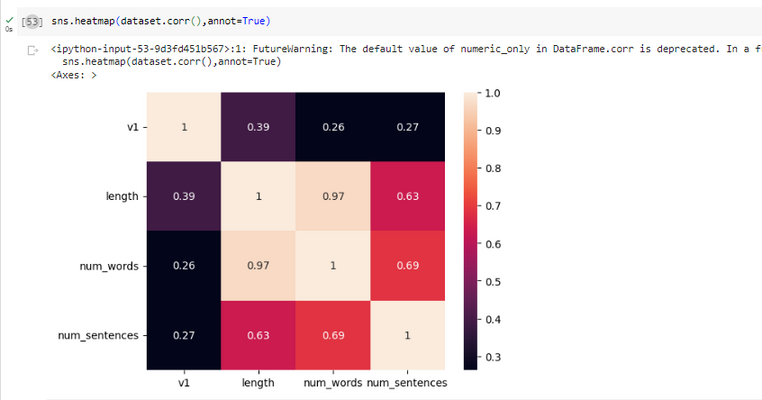 [53] sns.heatmap(dataset.corr(),annot=True)
0s
<ipython-input-53-9d3fd451b567>:1: FutureWarning: The default value of numeric_only in DataFrame.corr is deprecated. In a f
sns.heatmap(dataset.corr(),annot=True)
<Axes: >
1.0
v1 1 0.39 0.26 0.27
0.9
0.8
length 0.39 1 0.97 0.63
0.7
0.6
num_words 0.26 0.97 1 0.69
0.5
0.4
num_sentences 0.27 0.63 0.69 1
0.3
v1 length num_words num_sentences